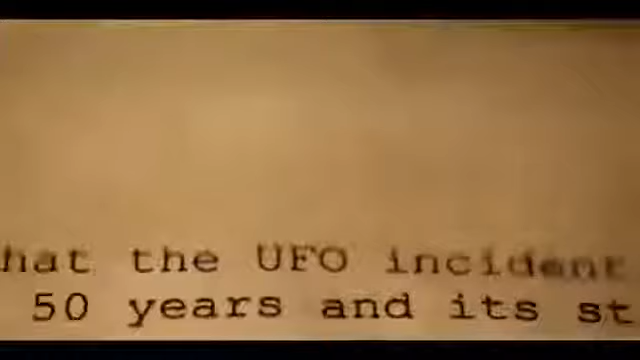 hat the UFO incident
50 years and its st